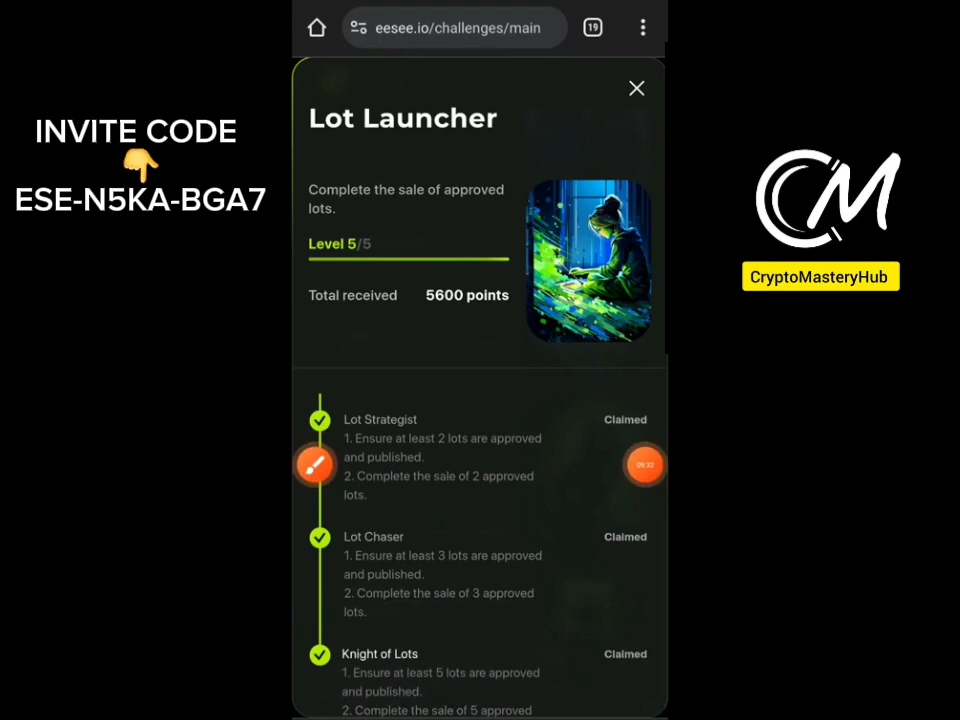 19
eesee.io/challenges/main
INVITE CODE
ESE-N5KA-BGA7
Lot Launcher
Complete the sale of approved
lots.
Level 5/5
Total received 5600 points
CM
CryptoMasteryHub
Lot Strategist Claimed
1. Ensure at least 2 lots are approved
and published.
2. Complete the sale of 2 approved
lots.
09:32
Lot Chaser Claimed
1. Ensure at least 3 lots are approved
and published.
2. Complete the sale of 3 approved
lots.
Knight of Lots Claimed
1. Ensure at least 5 lots are approved
and published.
2. Complete the sale of 5 approved